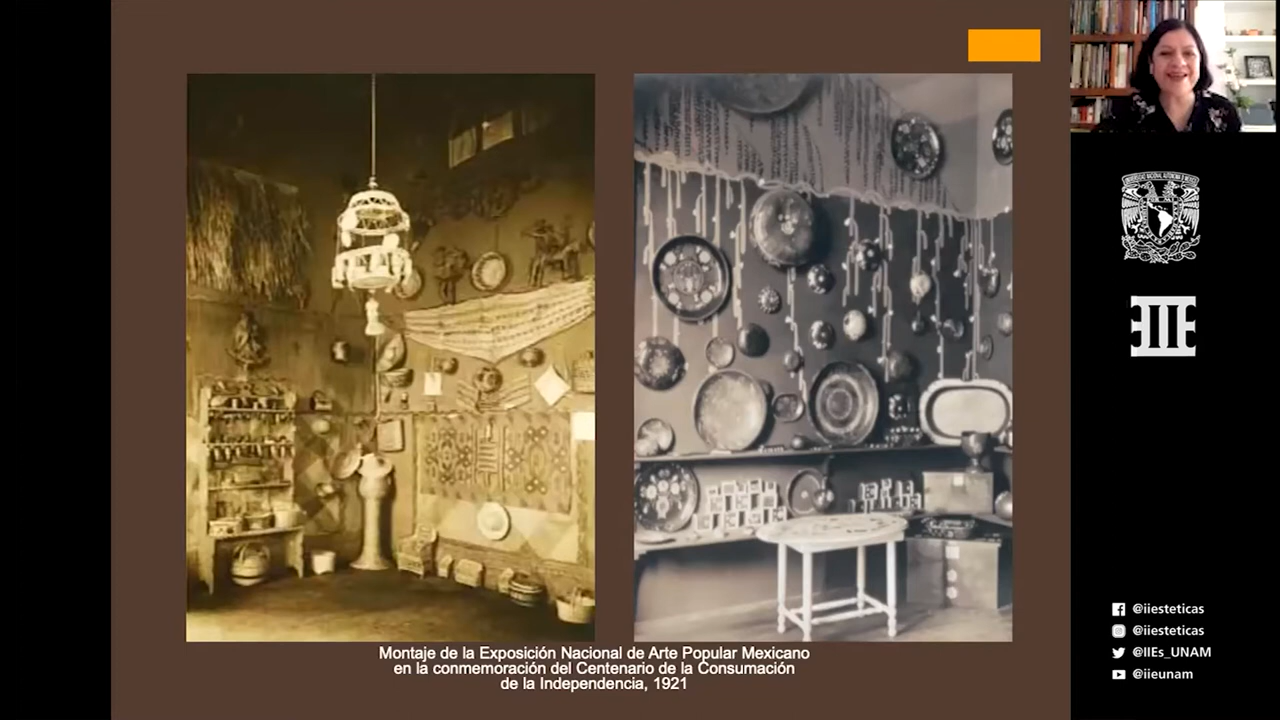 Montaje de la Exposición Nacional de Arte Popular Mexicano
en la conmemoración del Centenario de la Consumación
de la Independencia, 1921
@iiesteticas
@iiesteticas
@IIEs_UNAM
@iieunam